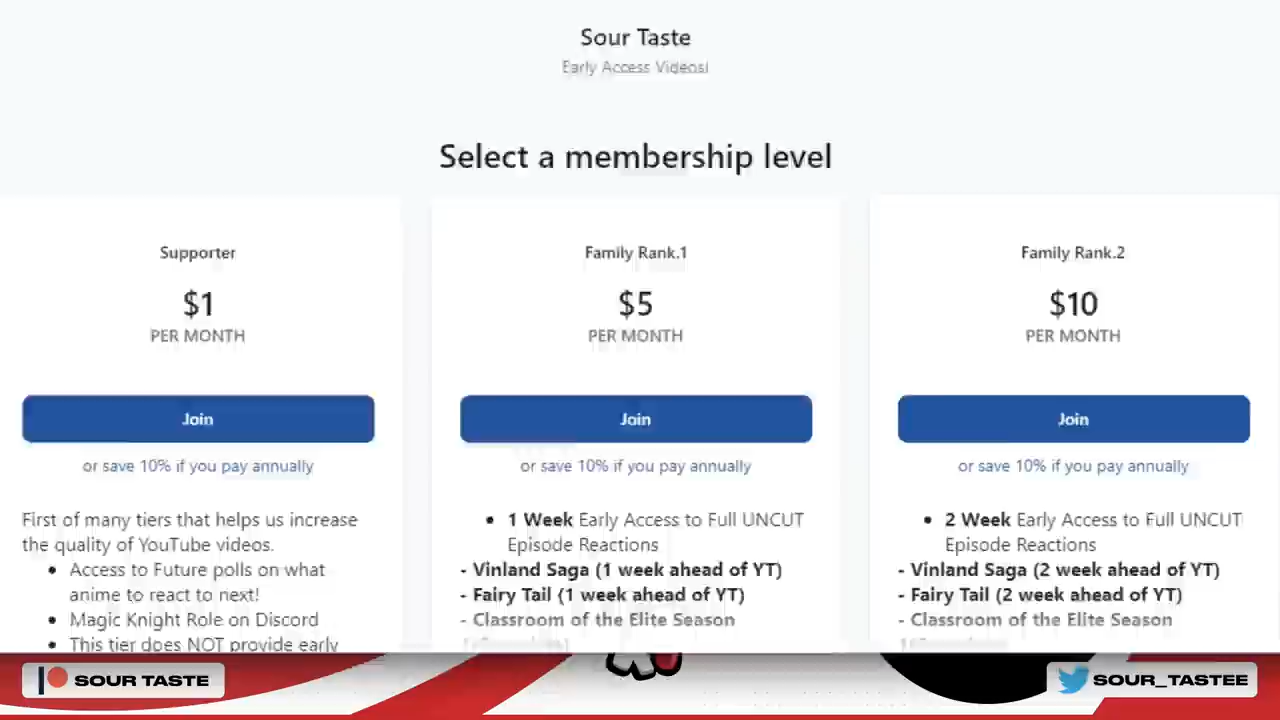 Sour Taste
Early Access Videos!
Select a membership level
Supporter
$1
PER MONTH
Join
or save 10% if you pay annually
First of many tiers that helps us increase
the quality of YouTube videos.
• Access to Future polls on what
anime to react to next!
• Magic Knight Role on Discord
• This tier does NOT provide early
Family Rank.1
$5
PER MONTH
Join
or save 10% if you pay annually
• 1 Week Early Access to Full UNCUT
Episode Reactions
- Vinland Saga (1 week ahead of YT)
- Fairy Tail (1 week ahead of YT)
- Classroom of the Elite Season
Family Rank.2
$10
PER MONTH
Join
or save 10% if you pay annually
• 2 Week Early Access to Full UNCUT
Episode Reactions
- Vinland Saga (2 week ahead of YT)
- Fairy Tail (2 week ahead of YT)
- Classroom of the Elite Season
SOUR TASTE
SOUR_TASTEE